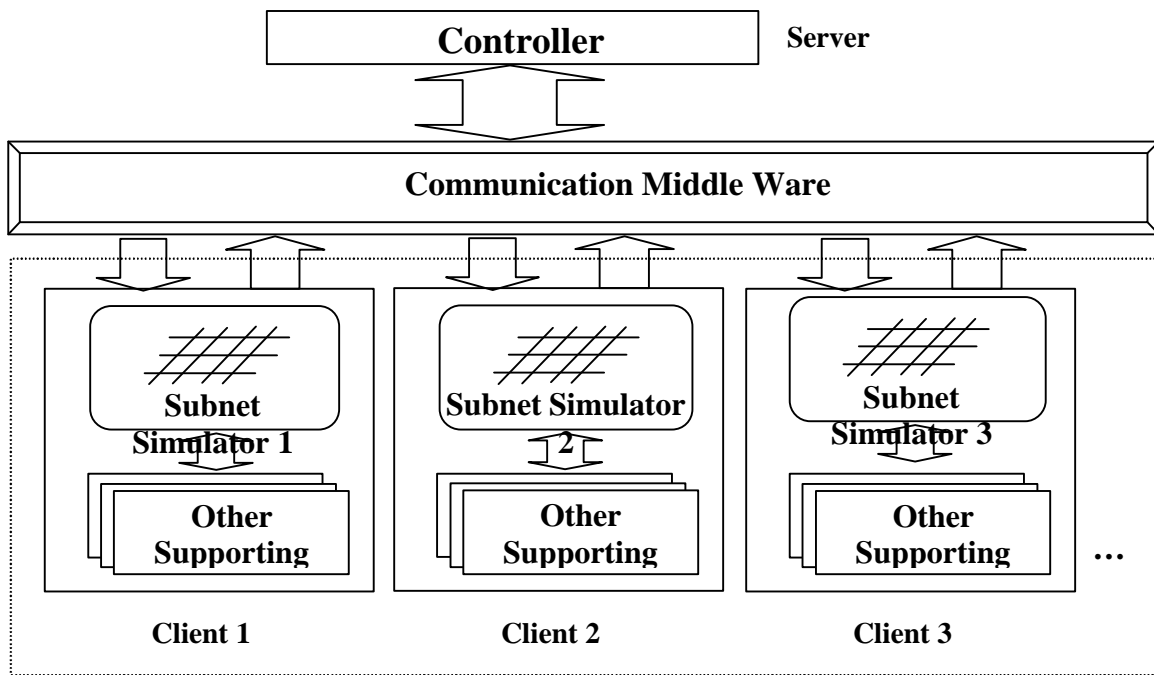 Controller
Server
Communication Middle Ware
Subnet
Simulator 1
Subnet Simulator
2
Subnet
Simulator 3
Other
Supporting
Other
Supporting
Other
Supporting
...
Client 1
Client 2
Client 3